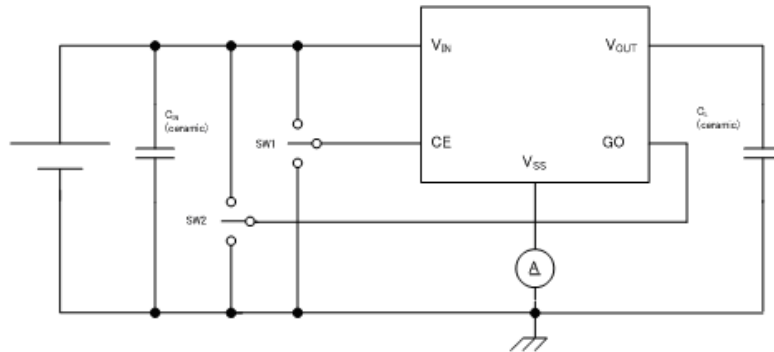 VIN
VOUT
CIN
(ceramic)
CL
(ceramic)
SW1
CE
GO
VSS
SW2
A